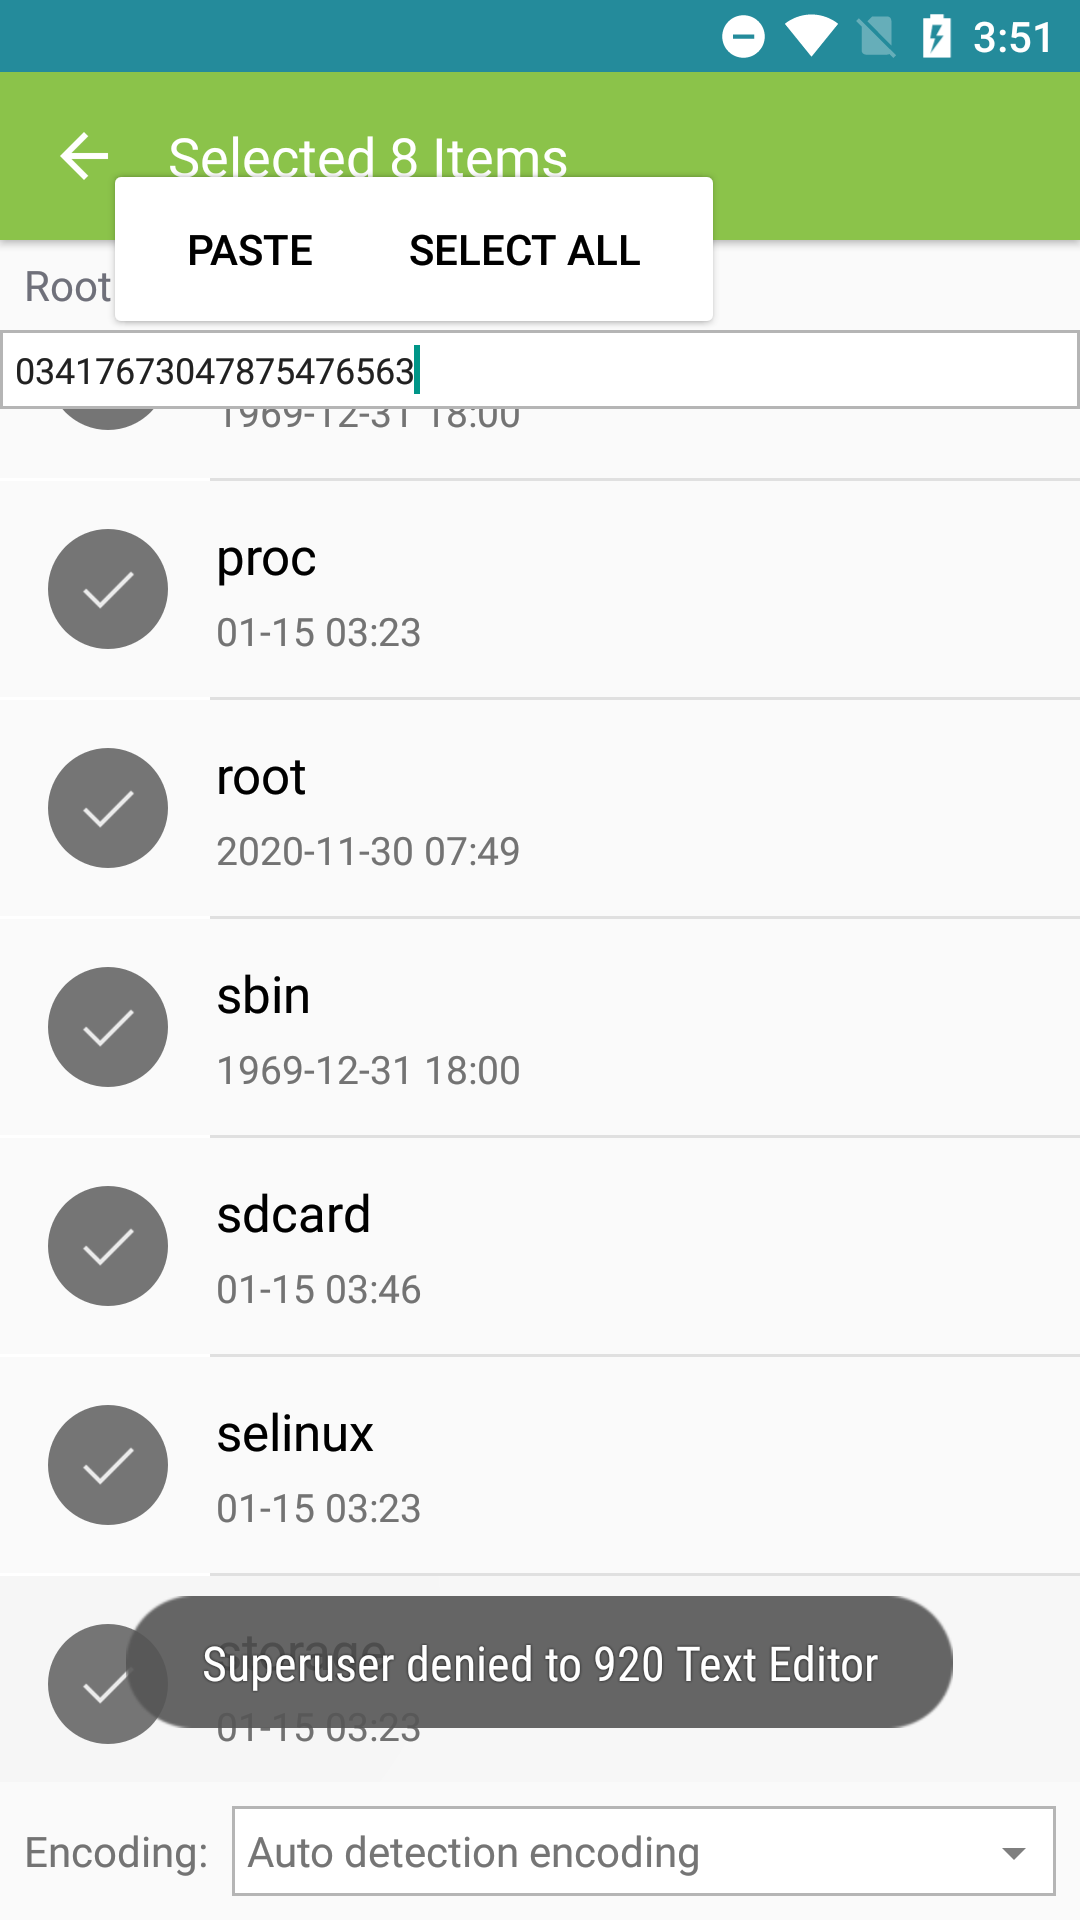 3:51
Selected 8 Items
PASTE SELECT ALL
Root
03417673047875476563
1969-12-31 18:00
proc
01-15 03:23
root
2020-11-30 07:49
sbin
1969-12-31 18:00
sdcard
01-15 03:46
selinux
01-15 03:23
storage
Superuser denied to 920 Text Editor
01-15 03:23
Encoding: Auto detection encoding